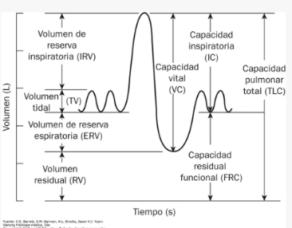 Volumen de
reserva
inspiratoria (IRV)
Volumen
tidal
(TV)
Volumen de reserva
espiratoria (ERV)
Volumen
residual (RV)
Capacidad
vital
(VC)
Capacidad
inspiratoria
(IC)
Capacidad
residual
funcional (FRC)
Capacidad
pulmonar
total (TLC)
Volumen (L)
Tiempo (s)